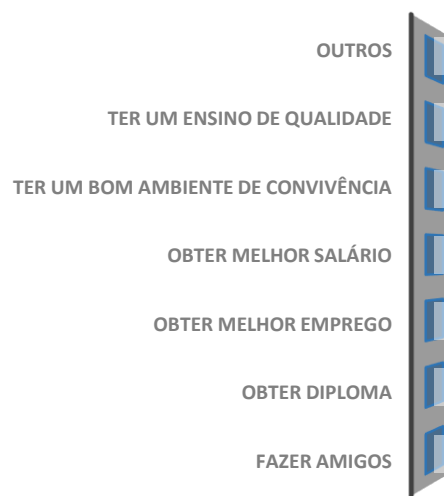 OUTROS
TER UM ENSINO DE QUALIDADE
TER UM BOM AMBIENTE DE CONVIVÊNCIA
OBTER MELHOR SALÁRIO
OBTER MELHOR EMPREGO
OBTER DIPLOMA
FAZER AMIGOS